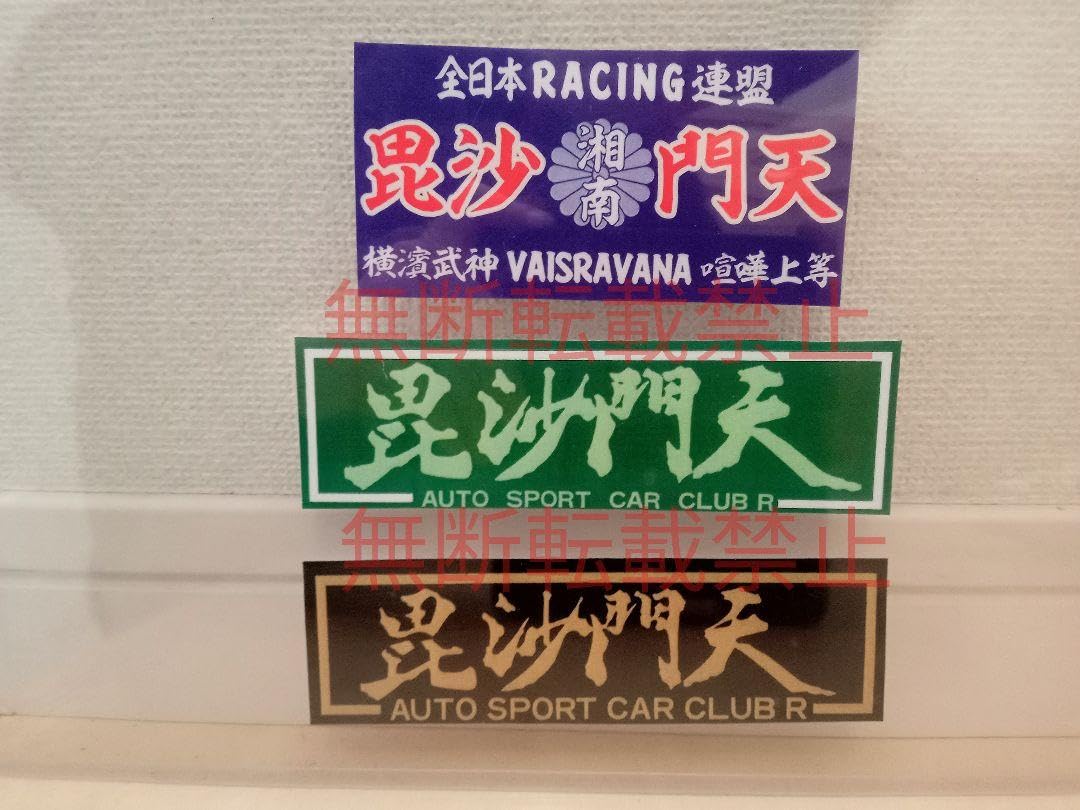 全日本RACING連盟
毘沙 湘南 門天
横濱武神 VAISRAVANA 喧嘩上等
無断転載禁止
毘沙門天
AUTO SPORT CAR CLUB R
無断転載禁止
毘沙門天
AUTO SPORT CAR CLUB R